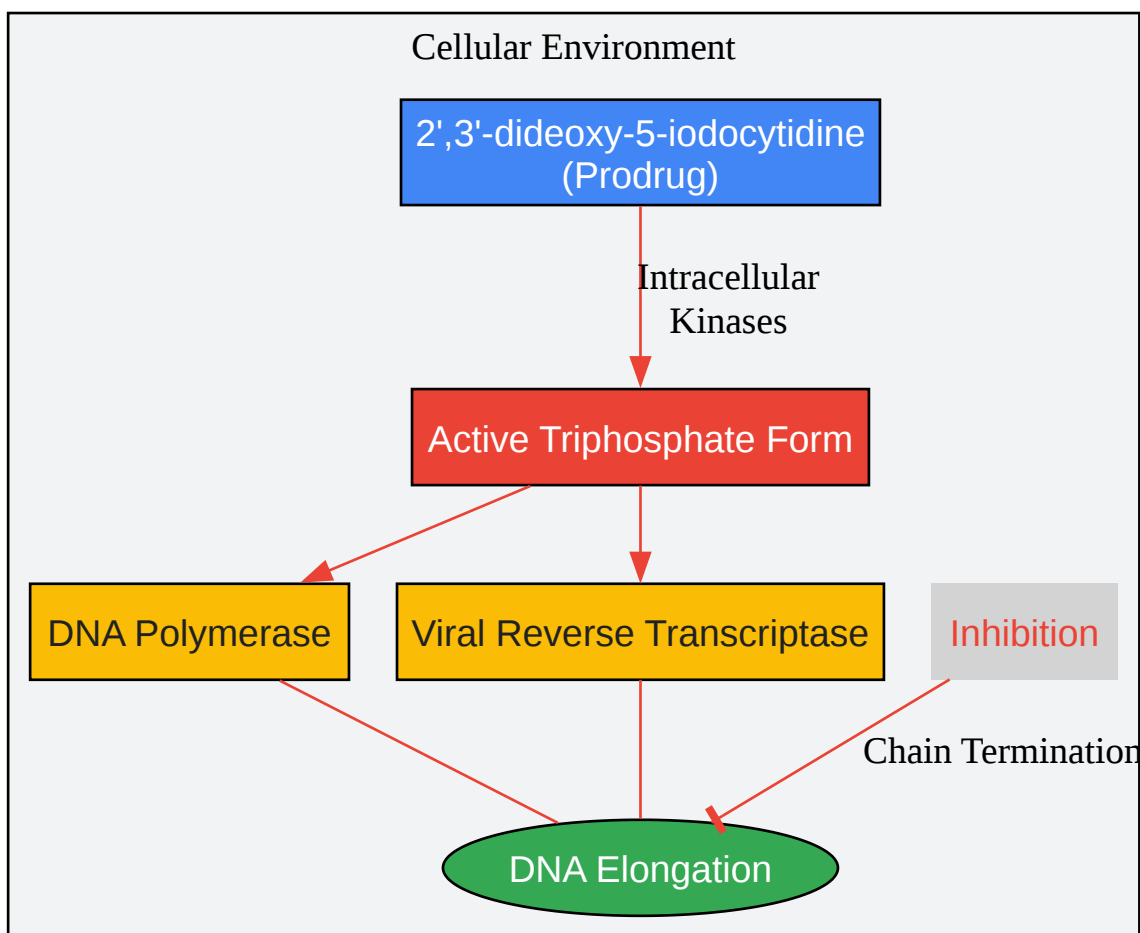 Cellular Environment
2',3'-dideoxy-5-iodocytidine
(Prodrug)
Intracellular
Kinases
Active Triphosphate Form
DNA Polymerase
Viral Reverse Transcriptase
Inhibition
Chain Termination
DNA Elongation